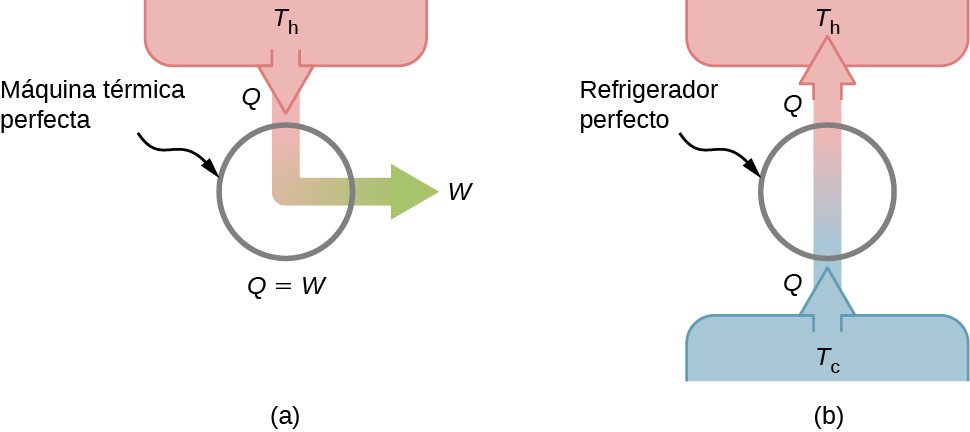 Th
Máquina térmica
perfecta
Q
W
Q = W
(a)
Th
Refrigerador
perfecto
Q
Q
Tc
(b)